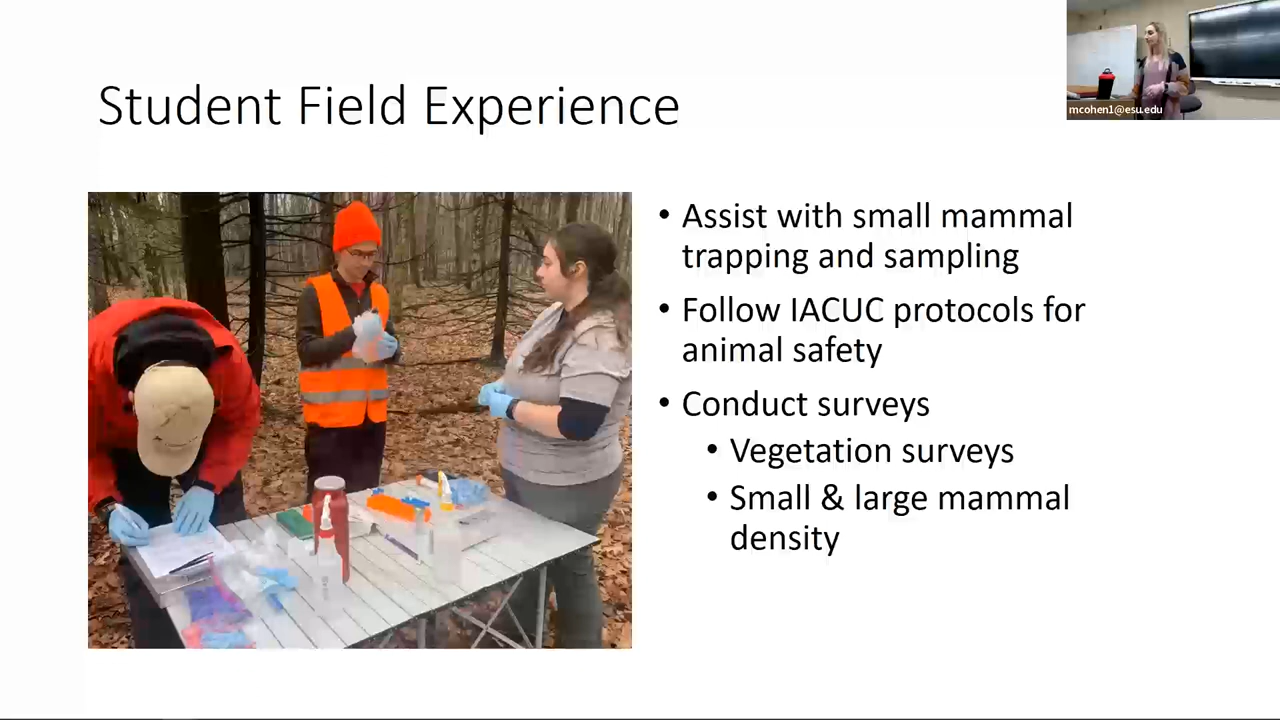 mcohen1@esu.edu
Student Field Experience
• Assist with small mammal
trapping and sampling
• Follow IACUC protocols for
animal safety
• Conduct surveys
• Vegetation surveys
• Small & large mammal
density